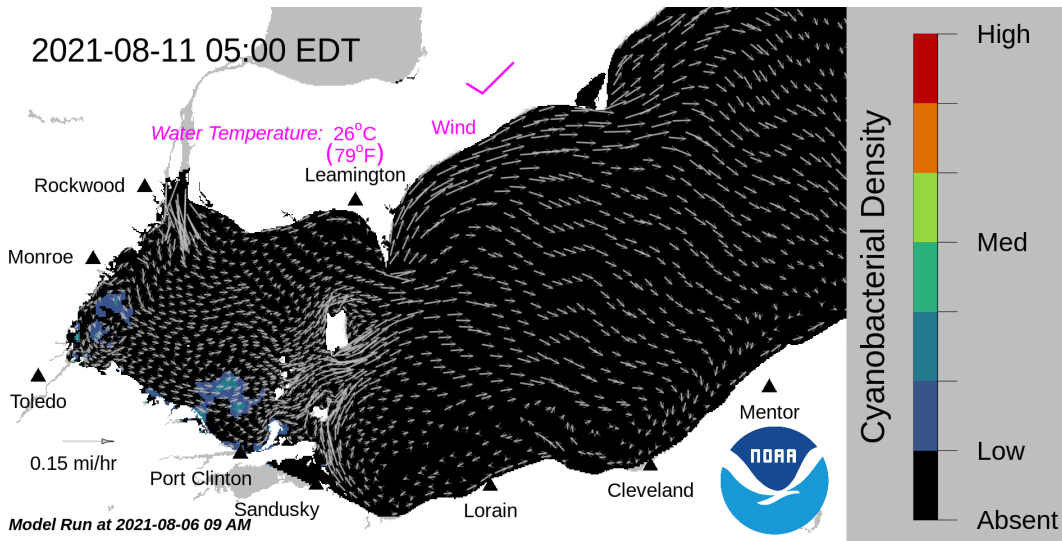 2021-08-11 05:00 EDT
High
Wind
Water Temperature: 26°C
(79°F)
Leamington
Rockwood
Cyanobacterial Density
Med
Monroe
Toledo
Mentor
NOAA
0.15 mi/hr
Port Clinton
Cleveland
Low
Sandusky
Lorain
Model Run at 2021-08-06 09 AM
Absent